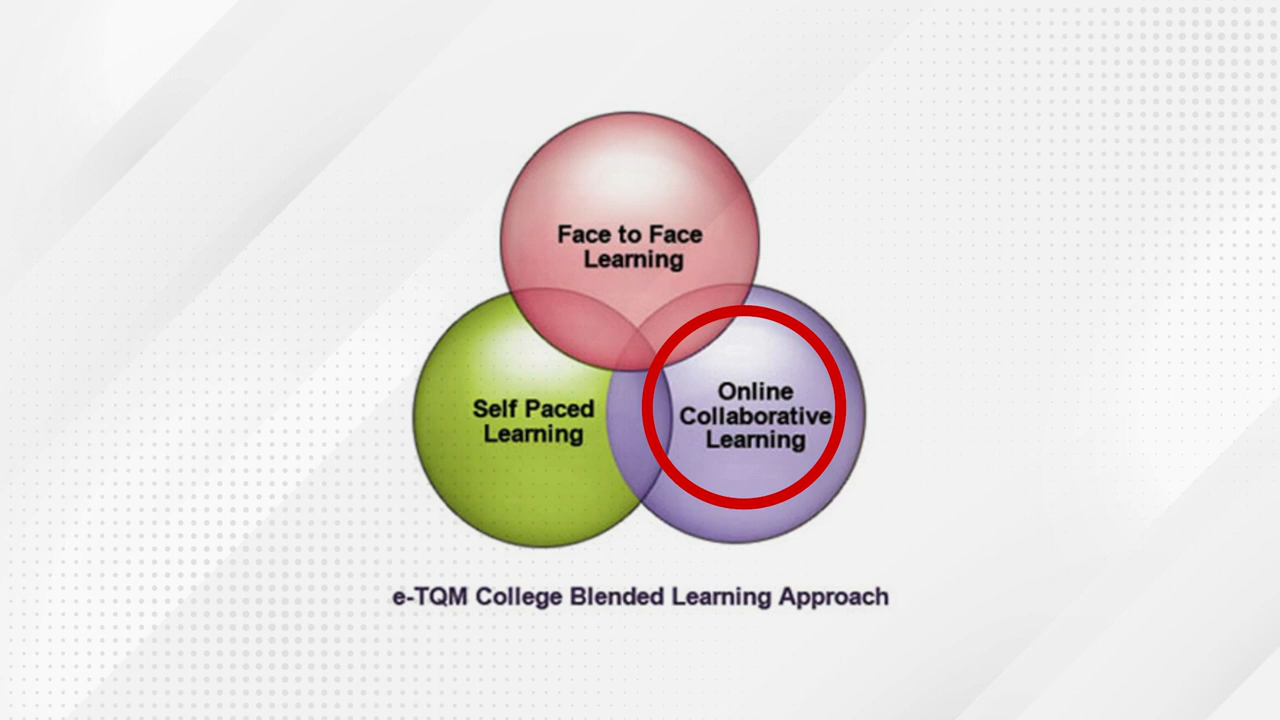 Face to Face
Learning
Self Paced
Learning
Online
Collaborative
Learning
e-TQM College Blended Learning Approach